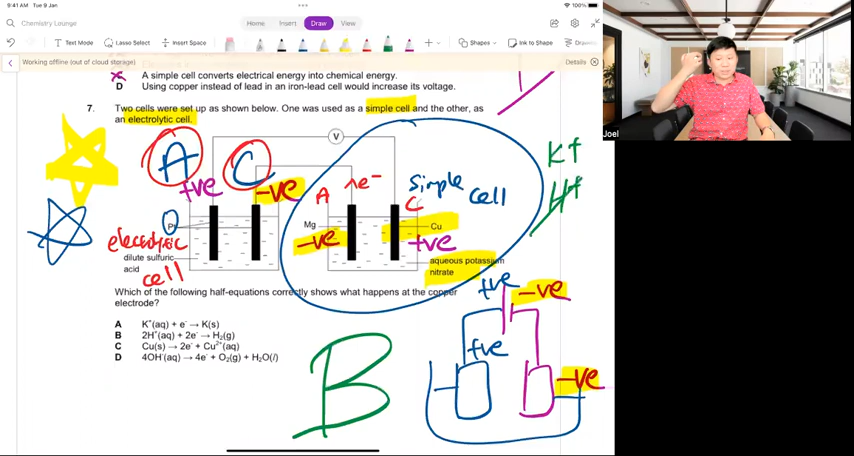 9:41 AM Tue 9 Jan
100%
Chemistry Lounge
Home Insert Draw View
Text Mode Lasso Select Insert Space Shapes Ink to Shape Drawing
Working offline (out of cloud storage) Details
A simple cell converts electrical energy into chemical energy.
D Using copper instead of lead in an iron-lead cell would increase its voltage.
7. Two cells were set up as shown below. One was used as a simple cell and the other, as
an electrolytic cell.
V
A C
+ve -ve A 1e⁻ simple cell
C
Pt Mg Cu
-ve +ve
electrolytic cell
dilute sulfuric
acid
aqueous potassium
nitrate
K+
H+
Which of the following half-equations correctly shows what happens at the copper
electrode?
A K⁺(aq) + e⁻ → K(s)
B 2H⁺(aq) + 2e⁻ → H₂(g)
C Cu(s) → 2e⁻ + Cu²⁺(aq)
D 4OH⁻(aq) → 4e⁻ + O₂(g) + H₂O(l)
B
+ve -ve
+ve
-ve
Joel